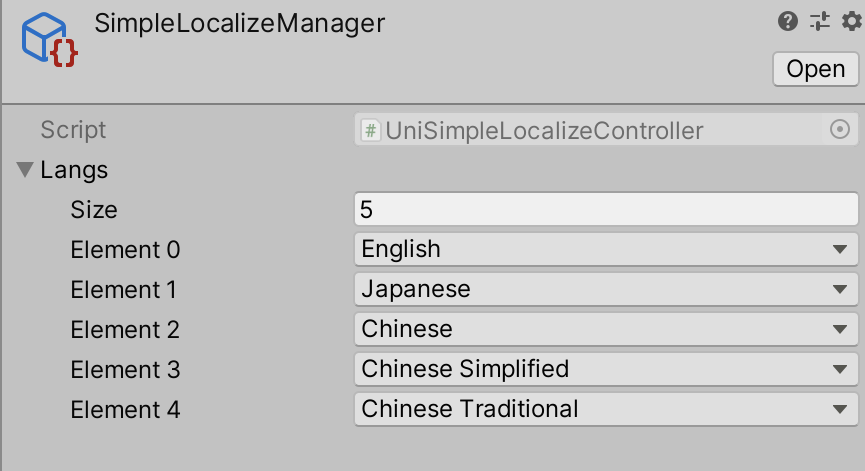 SimpleLocalizeManager
Open
Script # UniSimpleLocalizeController
Langs
Size 5
Element 0 English
Element 1 Japanese
Element 2 Chinese
Element 3 Chinese Simplified
Element 4 Chinese Traditional